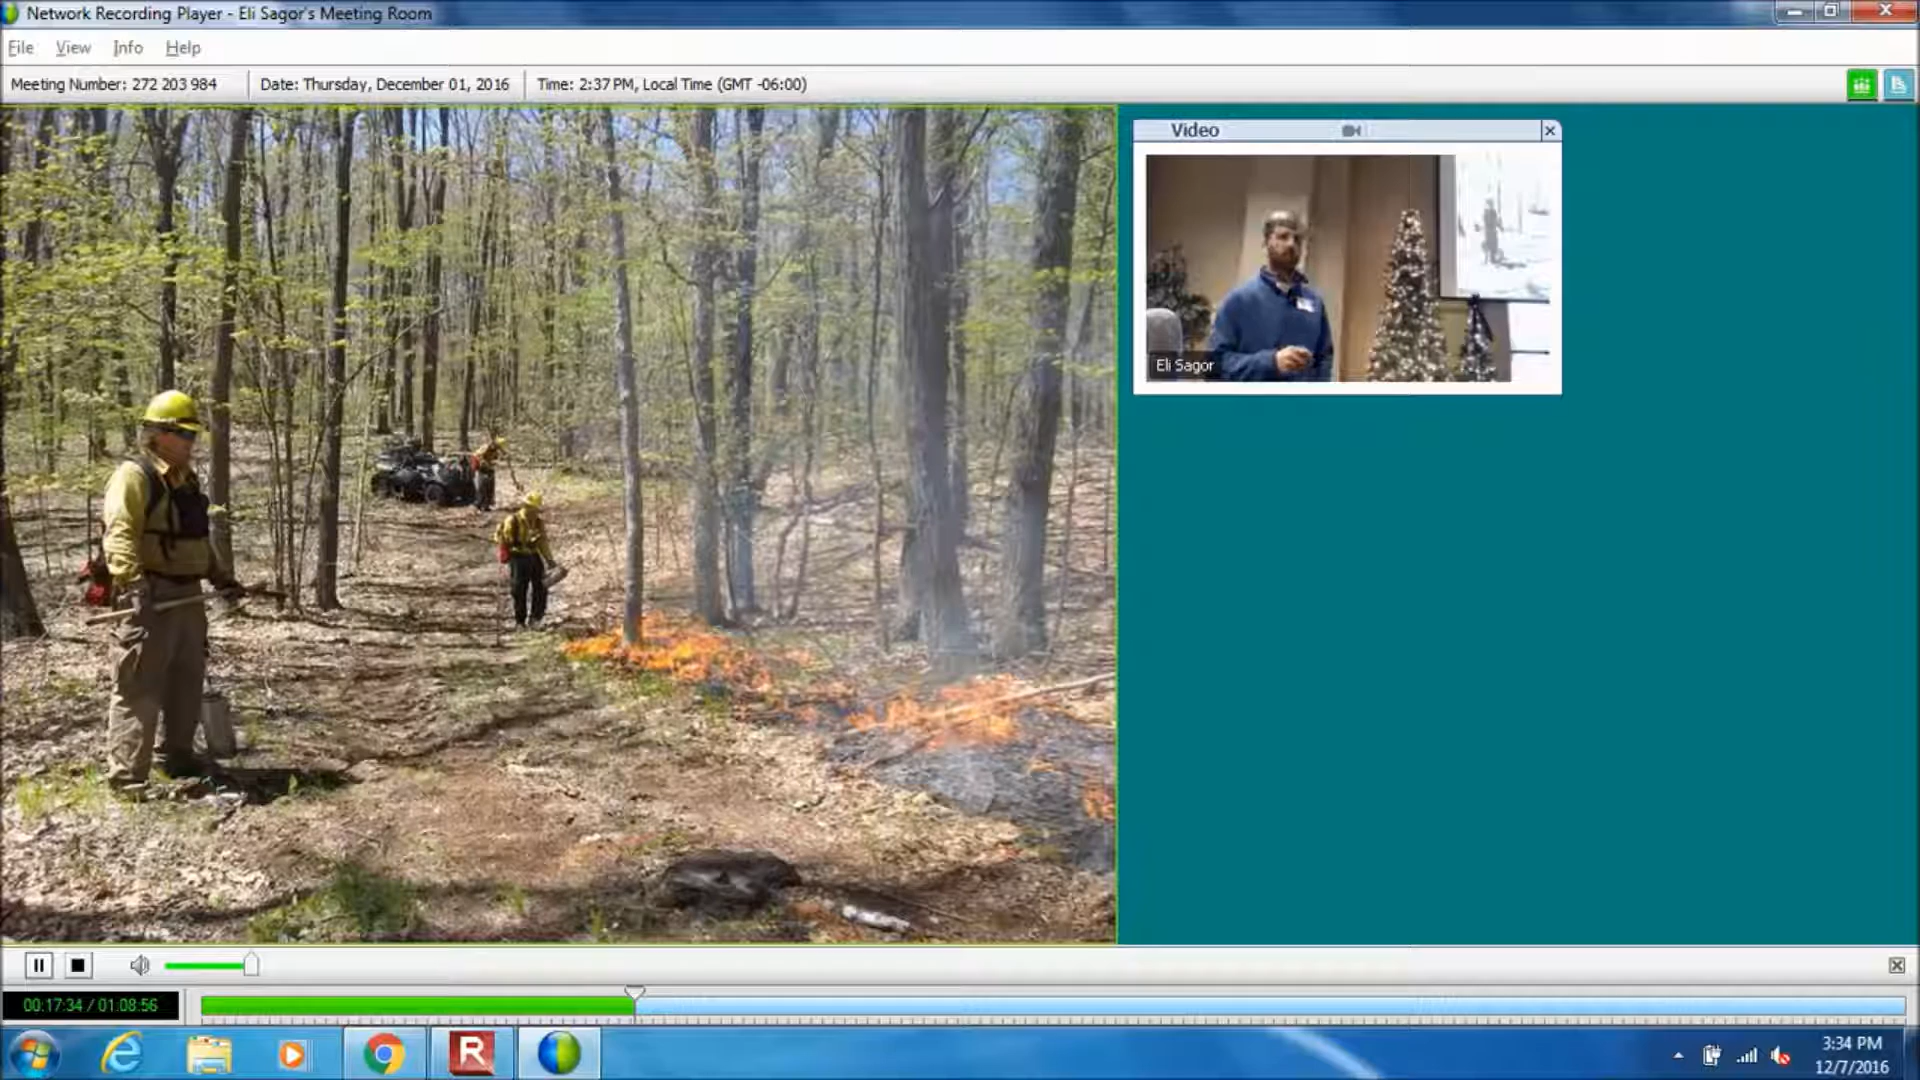 Network Recording Player - Eli Sagor's Meeting Room
File View Info Help
Meeting Number: 272 203 984 Date: Thursday, December 01, 2016 Time: 2:37 PM, Local Time (GMT -06:00)
Video
Eli Sagor
00:17:34 / 01:08:56
R
3:34 PM
12/7/2016